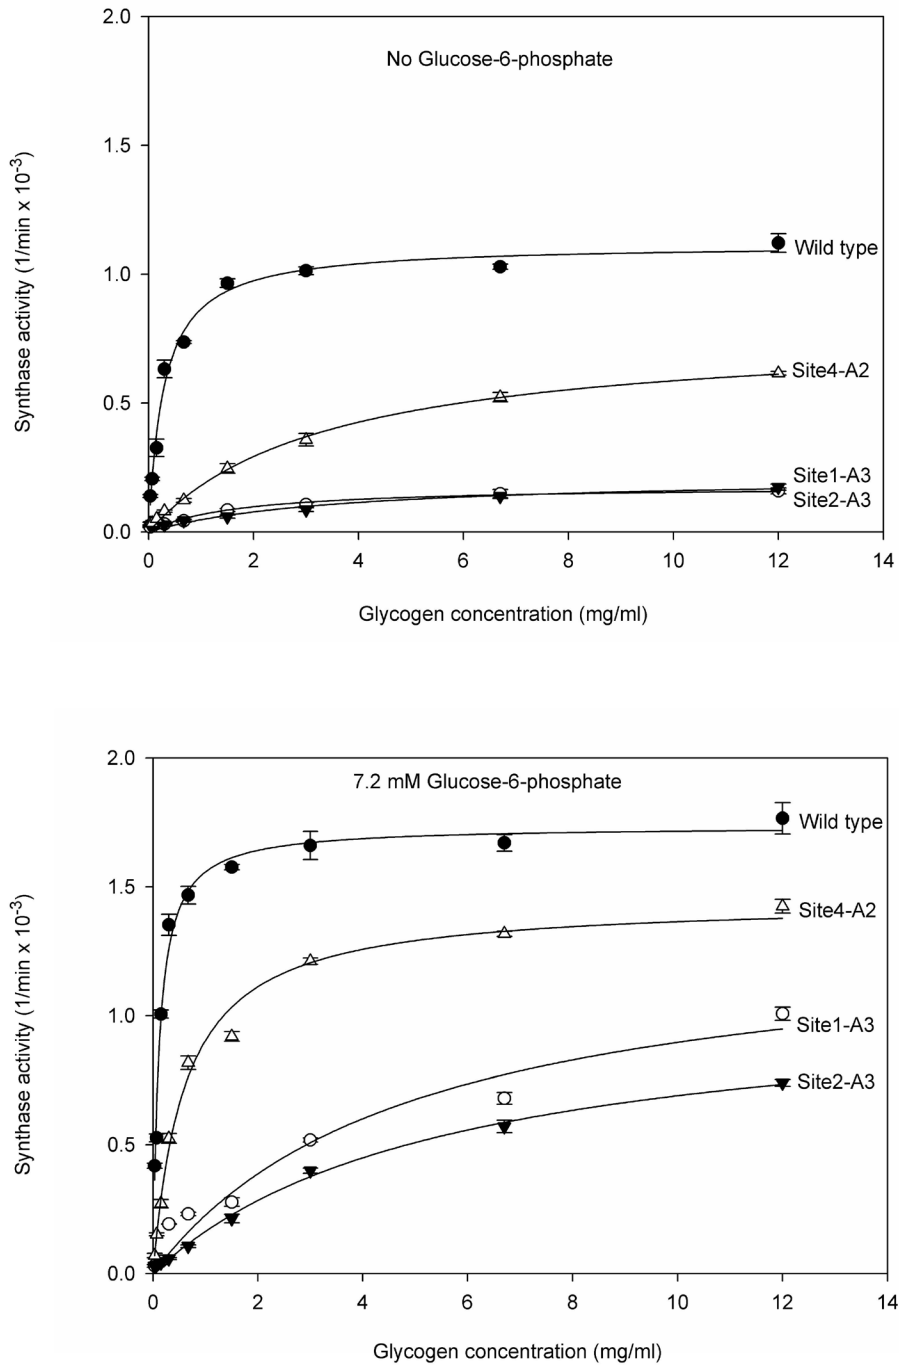 2.0
No Glucose-6-phosphate
1.5
Synthase activity (1/min x 10-3)
Wild type
1.0
Site4-A2
0.5
Site1-A3
Site2-A3
0.0
0 2 4 6 8 10 12 14
Glycogen concentration (mg/ml)
2.0
7.2 mM Glucose-6-phosphate
Wild type
1.5
Site4-A2
Synthase activity (1/min x 10-3)
1.0
Site1-A3
Site2-A3
0.5
0.0
0 2 4 6 8 10 12 14
Glycogen concentration (mg/ml)